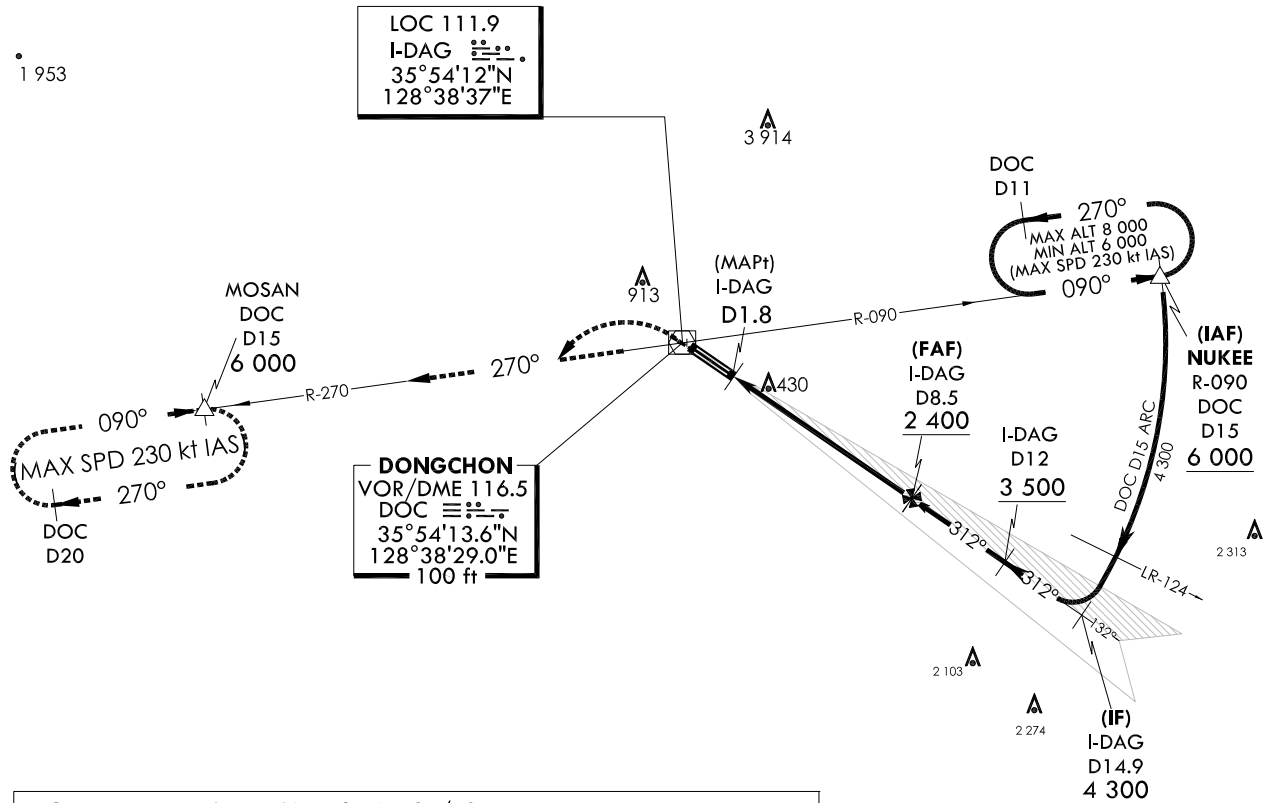 LOC 111.9
I-DAG
35°54'12"N
128°38'37"E
1 953
3 914
DOC
D11
270°
MAX ALT 8 000
MIN ALT 6 000
(MAX SPD 230 kt IAS)
090°
(MAPt)
I-DAG
D1.8
913
MOSAN
DOC
D15
6 000
R-090
270°
R-270
(IAF)
NUKEE
R-090
DOC
D15
6 000
(FAF)
I-DAG
D8.5
2 400
430
090°
MAX SPD 230 kt IAS
270°
DOC
D20
I-DAG
D12
3 500
DOC D15 ARC
4 300
DONGCHON
VOR/DME 116.5
DOC
35°54'13.6"N
128°38'29.0"E
100 ft
312°
312°
132°
LR-124
2 313
2 103
2 274
(IF)
I-DAG
D14.9
4 300